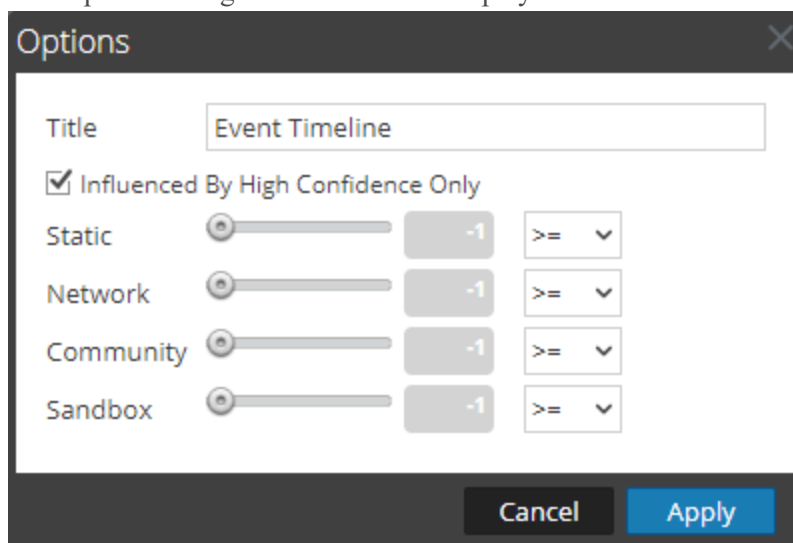 Options
Title Event Timeline
Influenced By High Confidence Only
Static -1 >=
Network -1 >=
Community -1 >=
Sandbox -1 >=
Cancel Apply